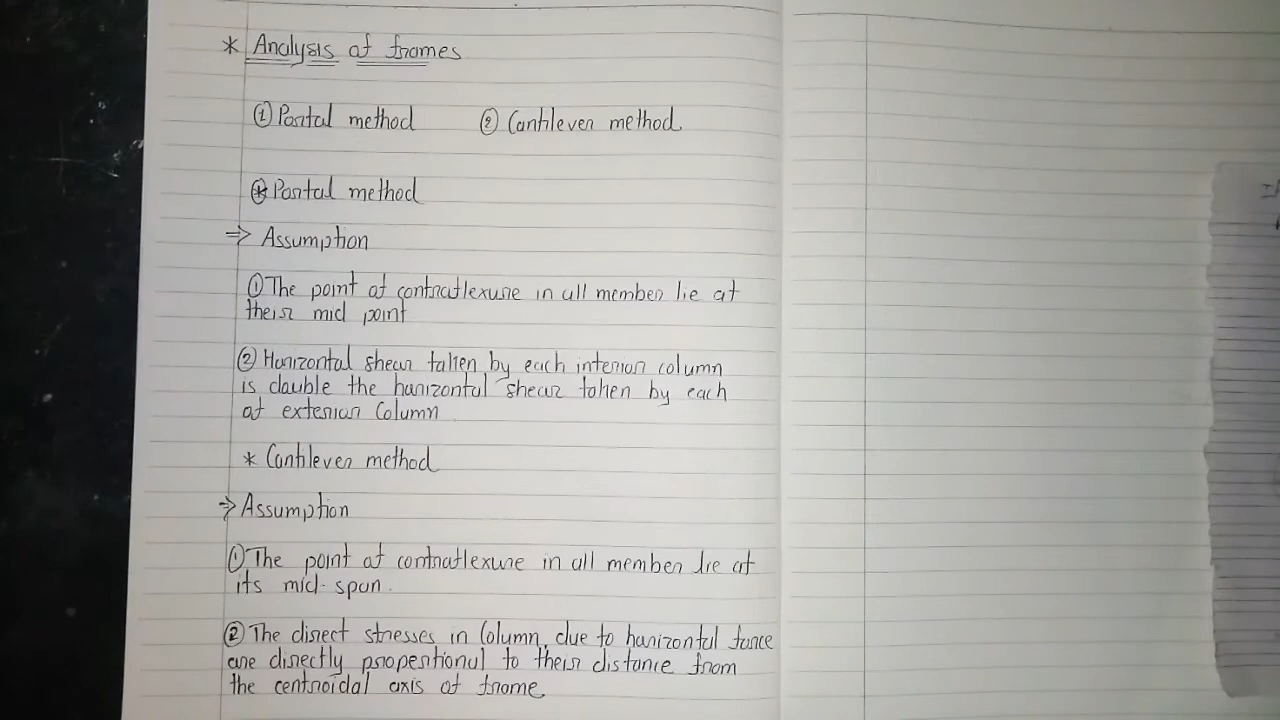 * Analysis of frames
① Portal method ② Cantilever method
⊛ Portal method
⇒ Assumption
① The point of contraflexure in all member lie at
their mid point
② Horizontal shear taken by each interior column
is double the horizontal shear taken by each
of exterior Column
* Cantilever method
⇒ Assumption
① The point of contraflexure in all member lie at
its mid-span.
② The direct stresses in Column, due to horizontal force
are directly propertional to their distance from
the centroidal axis of frame